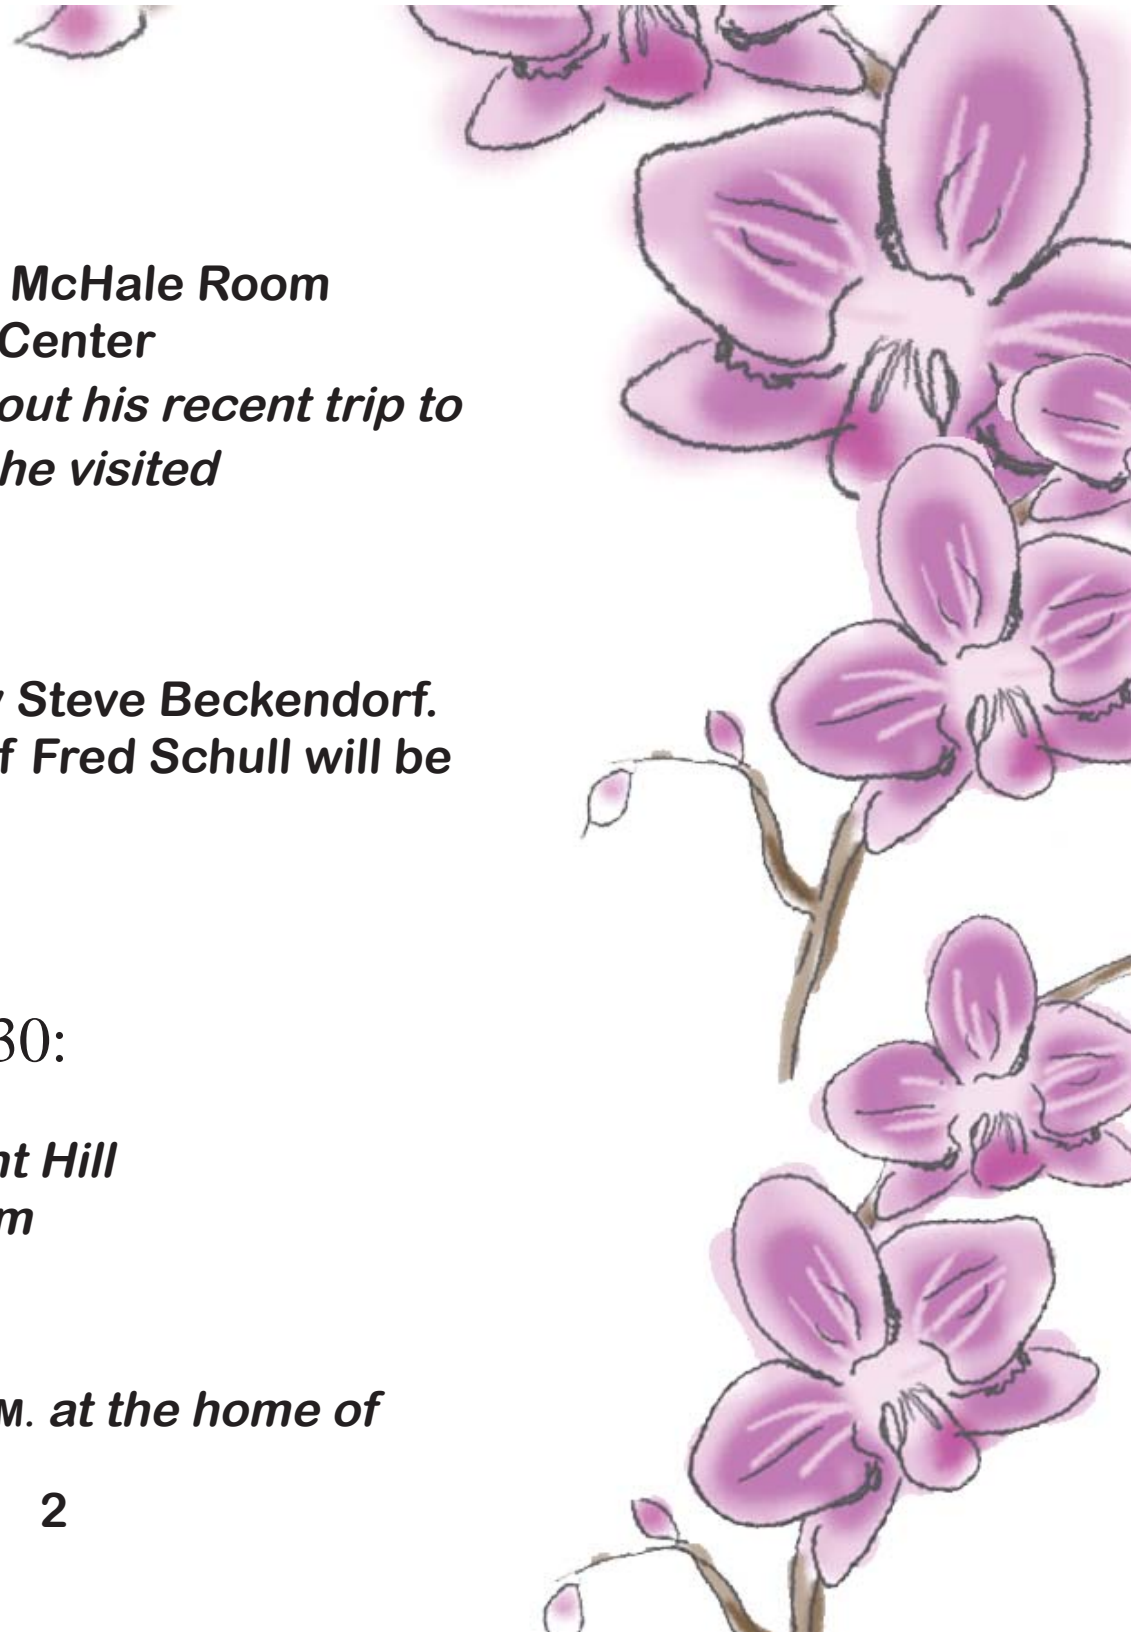 McHale Room
Center
out his recent trip to
he visited
Steve Beckendorf.
f Fred Schull will be
30:
nt Hill
m
M. at the home of
2